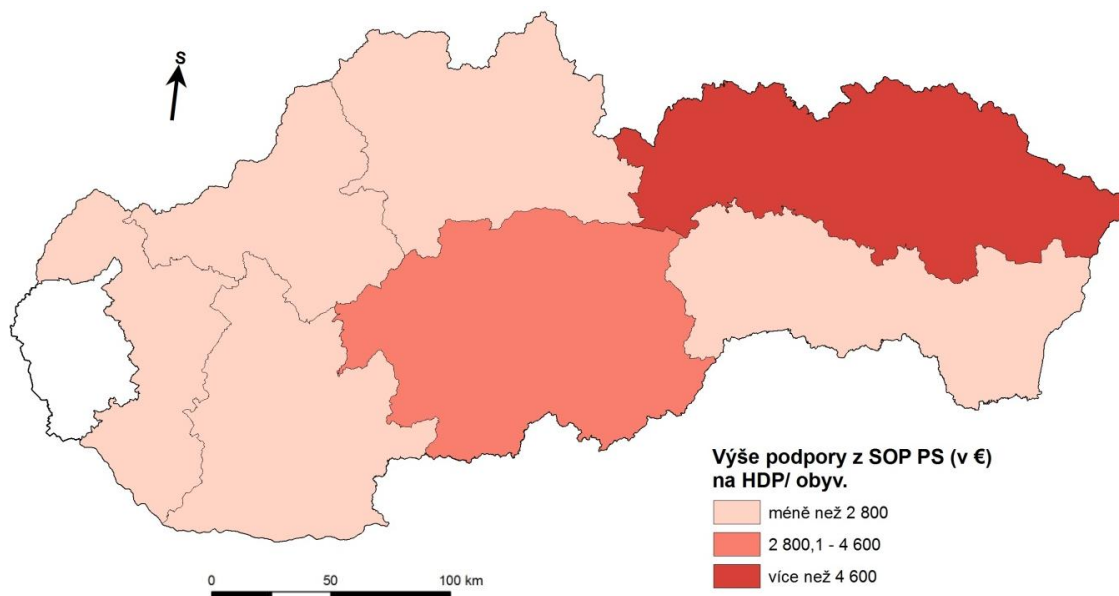 S
Výše podpory z SOP PS (v €)
na HDP/ obyv.
méně než 2 800
2 800,1 - 4 600
více než 4 600
0 50 100 km